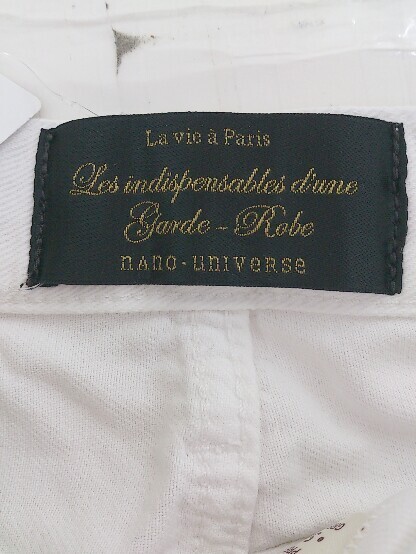 La vie à Paris
Les indispensables d'une
Garde - Robe
nAno·universe